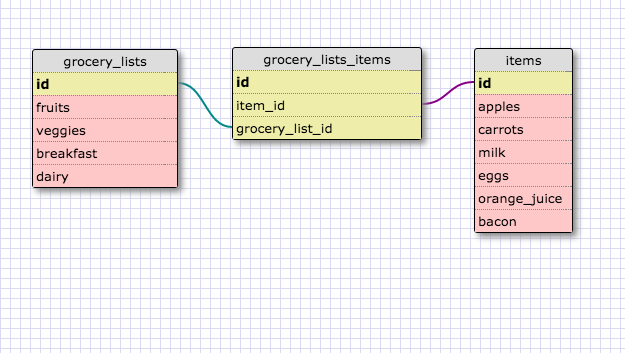 grocery_lists
id
fruits
veggies
breakfast
dairy
grocery_lists_items
id
item_id
grocery_list_id
items
id
apples
carrots
milk
eggs
orange_juice
bacon